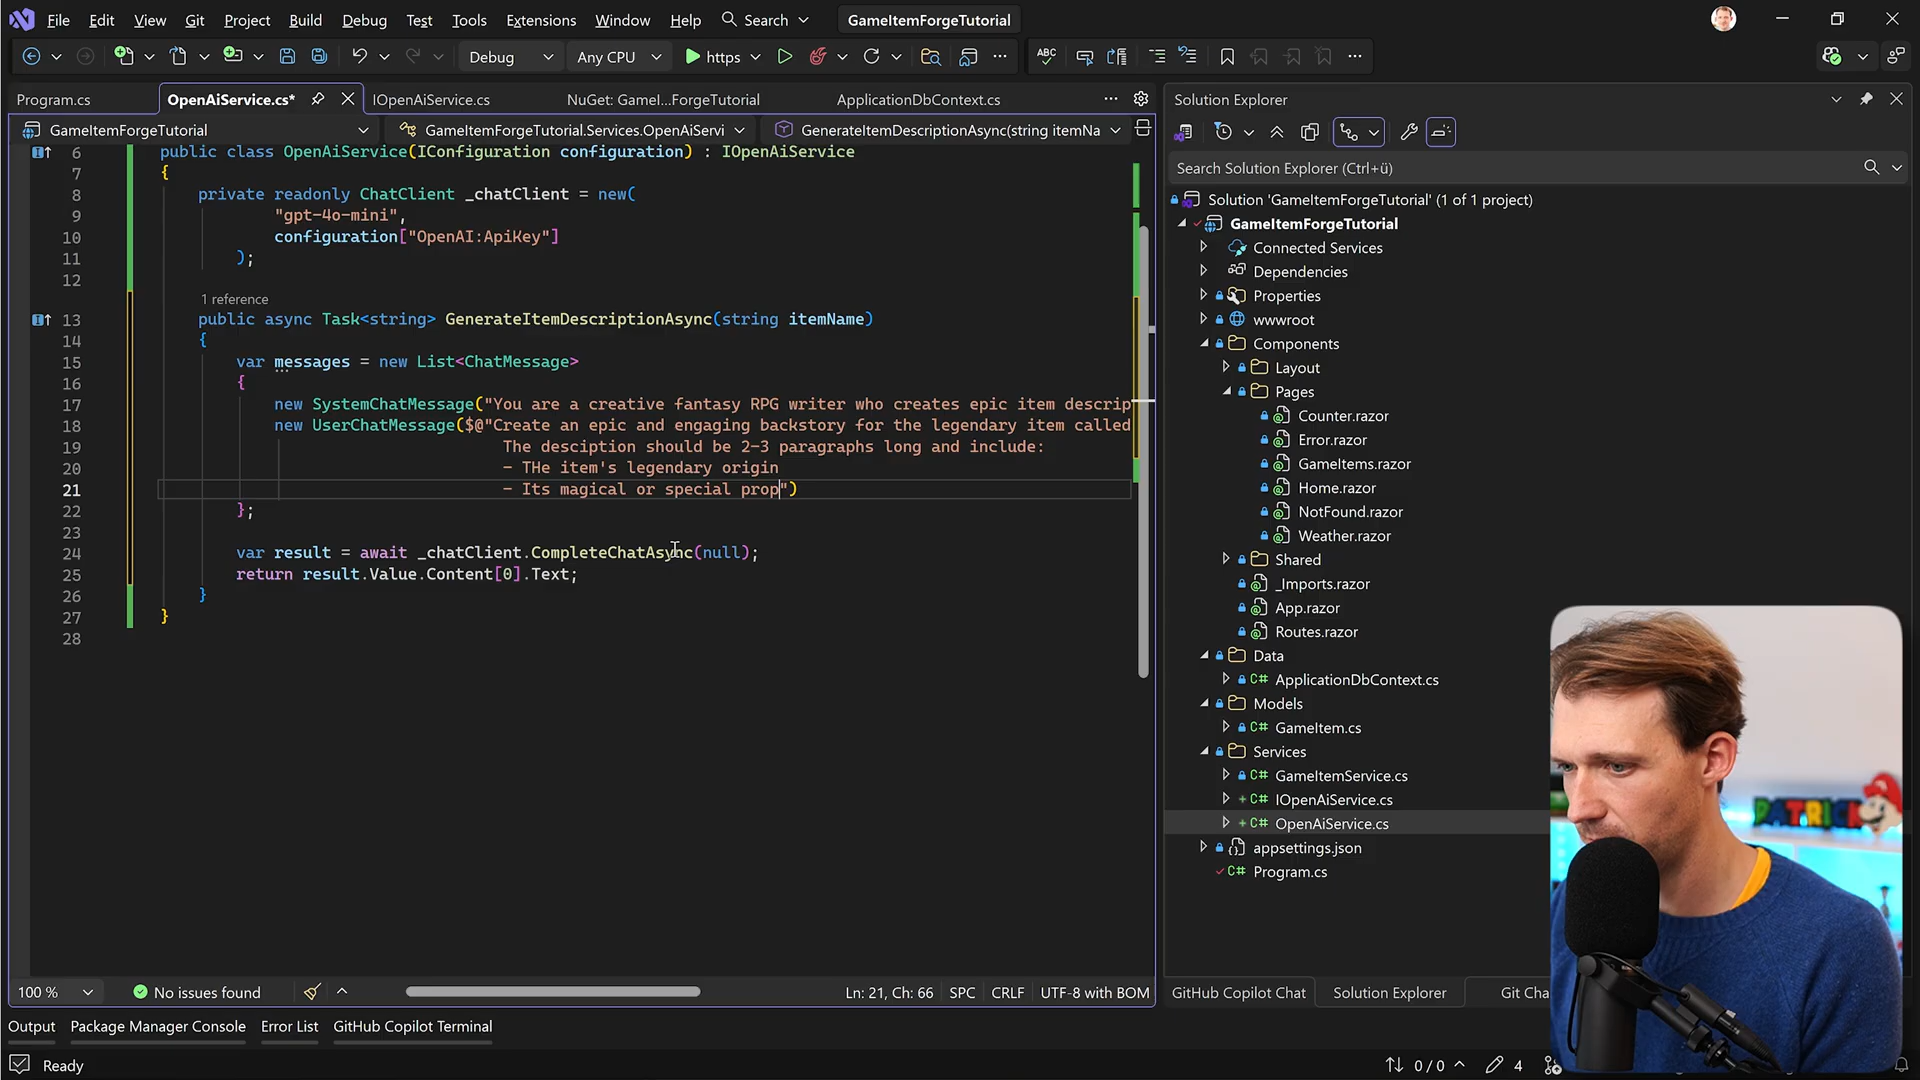 File Edit View Git Project Build Debug Test Tools Extensions Window Help Search GameItemForgeTutorial
Debug Any CPU https
Program.cs OpenAiService.cs* IOpenAiService.cs NuGet: GameI...ForgeTutorial ApplicationDbContext.cs
GameItemForgeTutorial GameItemForgeTutorial.Services.OpenAiServi GenerateItemDescriptionAsync(string itemNa
6 public class OpenAiService(IConfiguration configuration) : IOpenAiService
7 {
8 private readonly ChatClient _chatClient = new(
9 "gpt-4o-mini",
10 configuration["OpenAI:ApiKey"]
11 );
12
1 reference
13 public async Task<string> GenerateItemDescriptionAsync(string itemName)
14 {
15 var messages = new List<ChatMessage>
16 {
17 new SystemChatMessage("You are a creative fantasy RPG writer who creates epic item descrip
18 new UserChatMessage($@"Create an epic and engaging backstory for the legendary item called
19 The desciption should be 2-3 paragraphs long and include:
20 - THe item's legendary origin
21 - Its magical or special prop")
22 };
23
24 var result = await _chatClient.CompleteChatAsync(null);
25 return result.Value.Content[0].Text;
26 }
27 }
28
100 % No issues found Ln: 21, Ch: 66 SPC CRLF UTF-8 with BOM
Solution Explorer
Search Solution Explorer (Ctrl+ü)
Solution 'GameItemForgeTutorial' (1 of 1 project)
GameItemForgeTutorial
Connected Services
Dependencies
Properties
wwwroot
Components
Layout
Pages
Counter.razor
Error.razor
GameItems.razor
Home.razor
NotFound.razor
Weather.razor
Shared
_Imports.razor
App.razor
Routes.razor
Data
ApplicationDbContext.cs
Models
GameItem.cs
Services
GameItemService.cs
IOpenAiService.cs
OpenAiService.cs
appsettings.json
Program.cs
PATRICK
GitHub Copilot Chat Solution Explorer Git Cha
Output Package Manager Console Error List GitHub Copilot Terminal
Ready 0 / 0 4